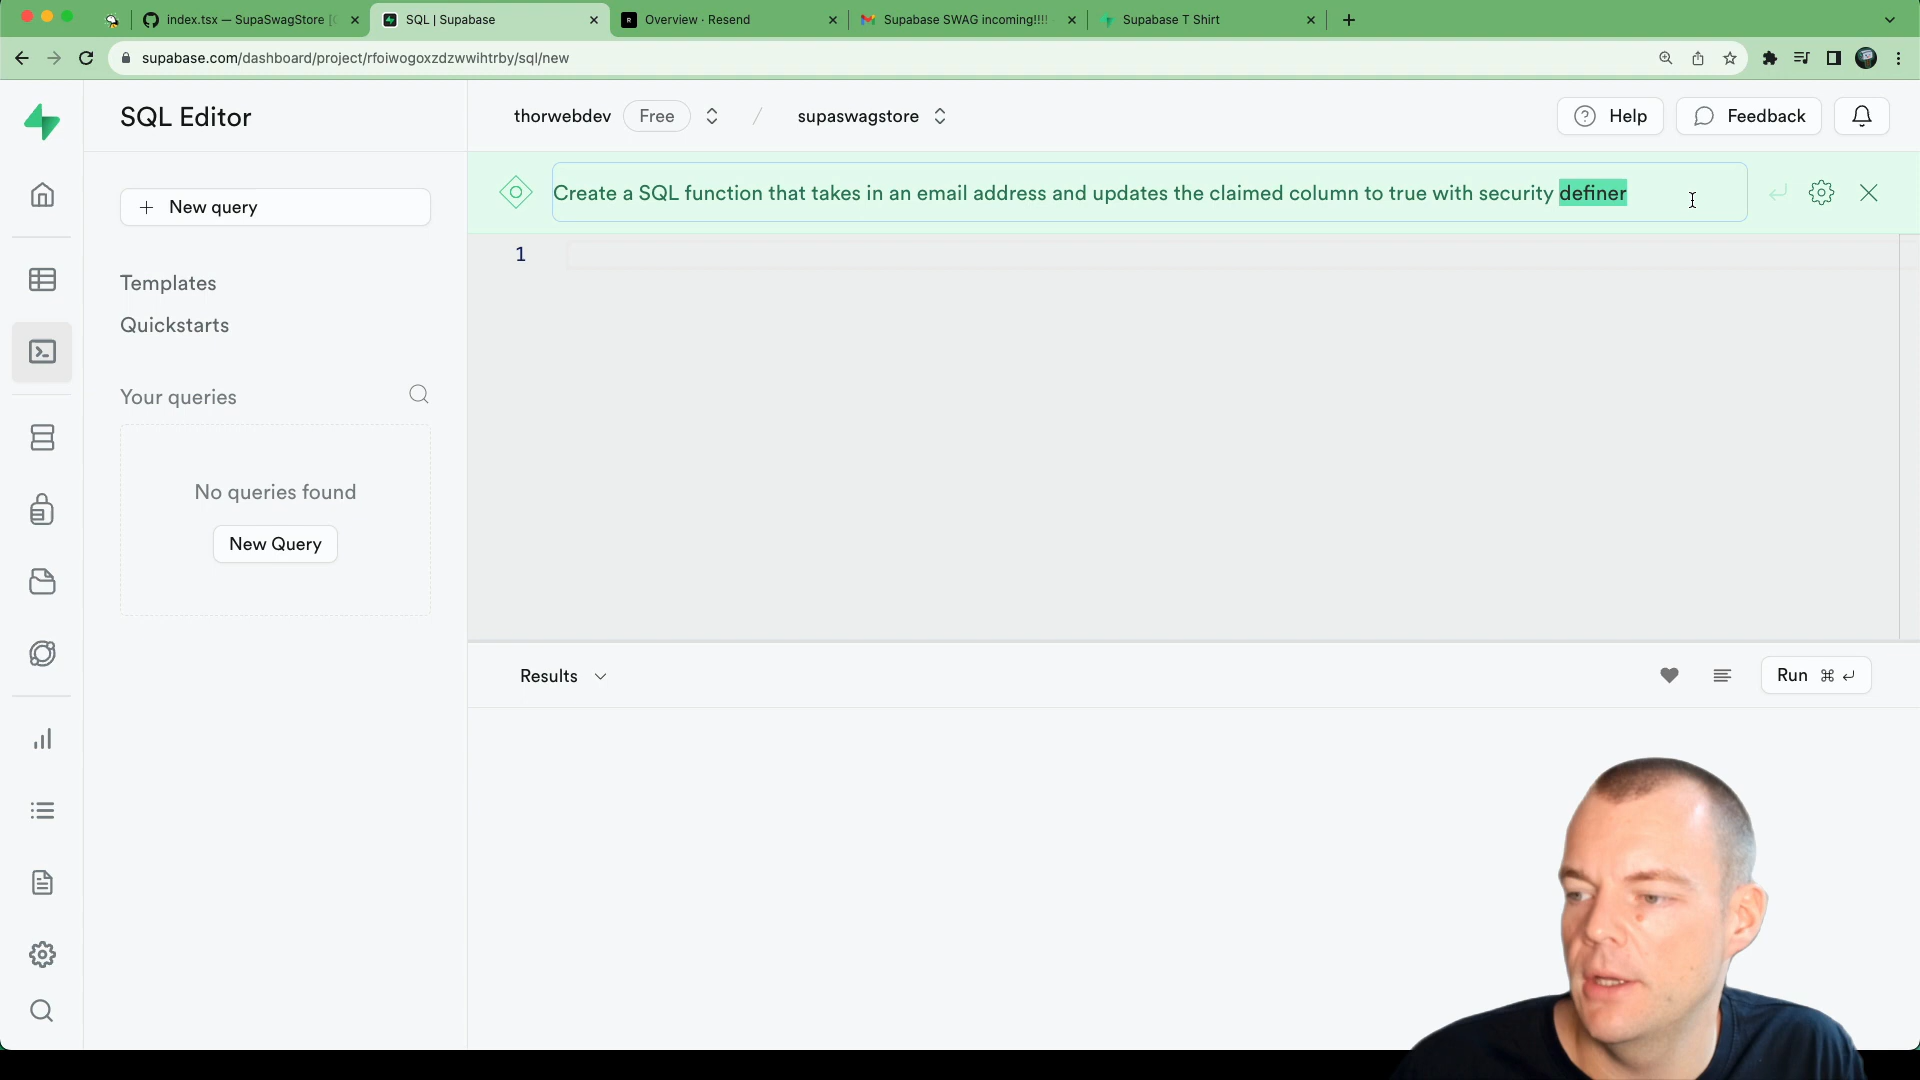 index.tsx — SupaSwagStore [
SQL | Supabase
Overview · Resend
Supabase SWAG incoming!!!!
Supabase T Shirt
supabase.com/dashboard/project/rfoiwogoxzdzwwihtrby/sql/new
SQL Editor
thorwebdev Free / supaswagstore
Help
Feedback
Create a SQL function that takes in an email address and updates the claimed column to true with security definer
New query
1
Templates
Quickstarts
Your queries
No queries found
New Query
Results
Run ⌘ ↵